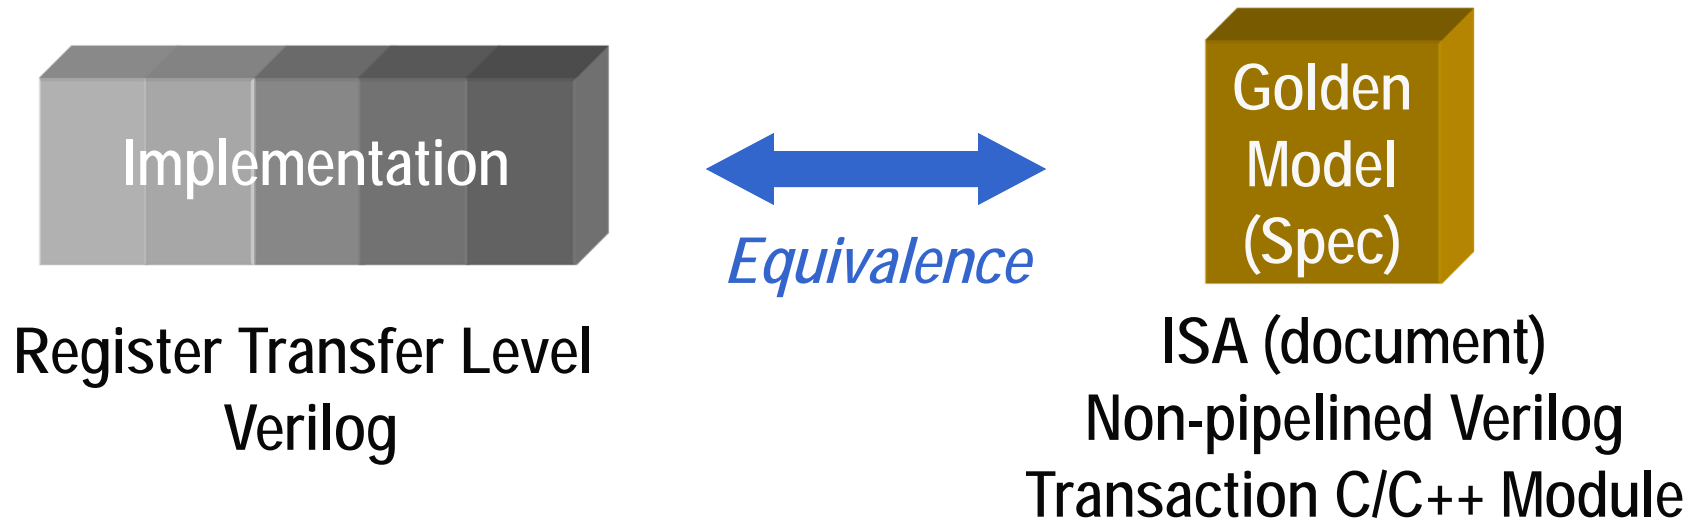 Implementation
Register Transfer Level
Verilog
Equivalence
Golden
Model
(Spec)
ISA (document)
Non-pipelined Verilog
Transaction C/C++ Module